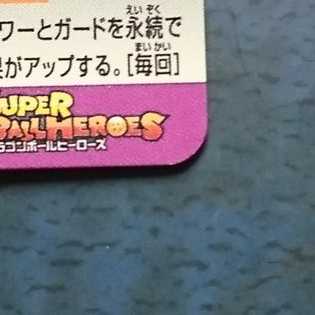 えいぞく
ワーとガードを永続で
まいかい
がアップする。[毎回]
SUPER
BALL HEROES
ラゴンボールヒーローズ